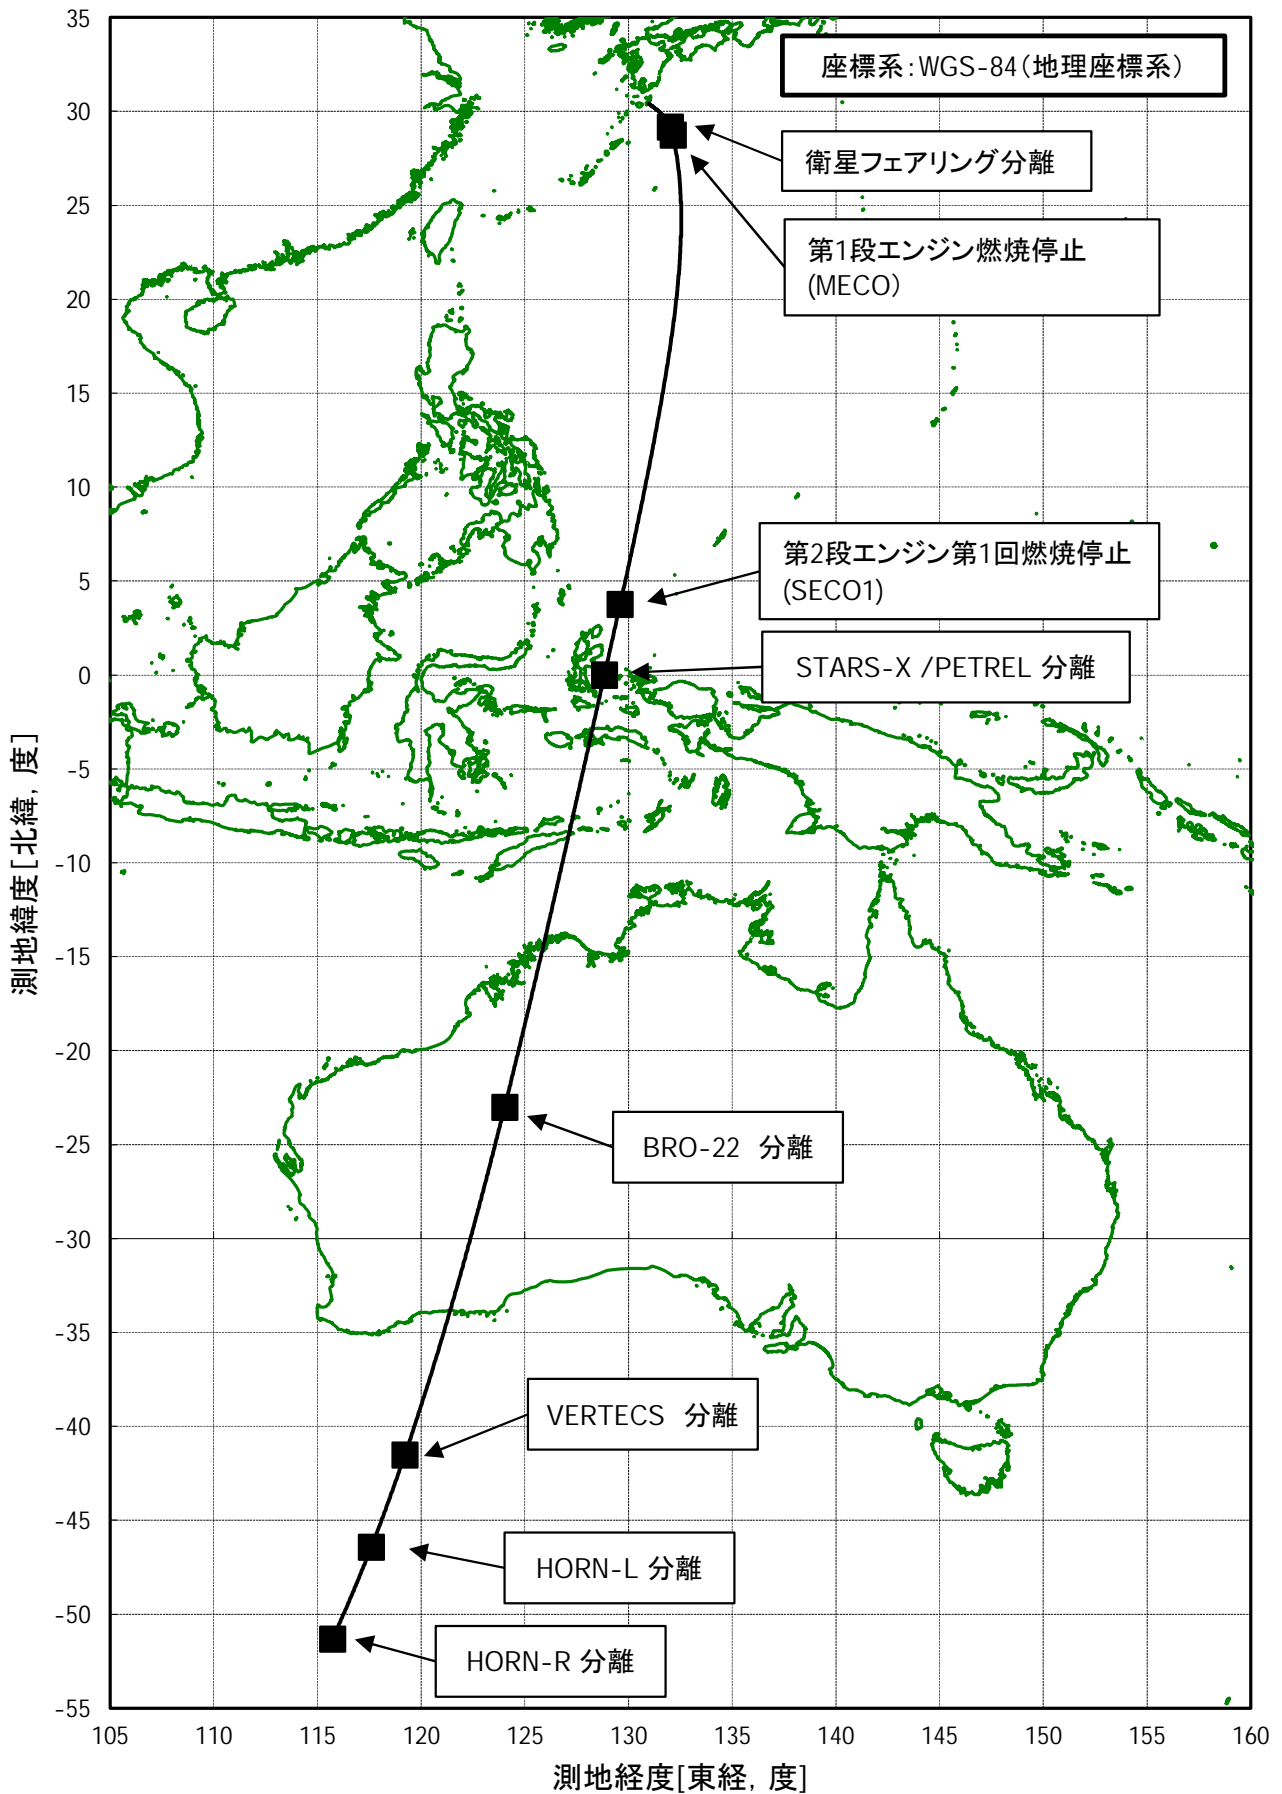 座標系:WGS-84(地理座標系)
衛星フェアリング分離
第1段エンジン燃焼停止
(MECO)
第2段エンジン第1回燃焼停止
(SECO1)
STARS-X /PETREL 分離
BRO-22 分離
VERTECS 分離
HORN-L 分離
HORN-R 分離
測地緯度[北緯, 度]
35
30
25
20
15
10
5
0
-5
-10
-15
-20
-25
-30
-35
-40
-45
-50
-55
105 110 115 120 125 130 135 140 145 150 155 160
測地経度[東経, 度]